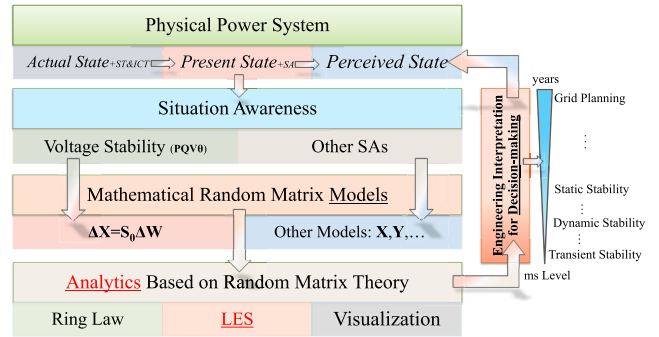 Physical Power System
Actual State+ST&ICT Present State+SA Perceived State
Situation Awareness
Voltage Stability (PQVθ) Other SAs
Mathematical Random Matrix Models
ΔX=S₀ΔW Other Models: X,Y,…
Analytics Based on Random Matrix Theory
Ring Law LES Visualization
Engineering Interpretation
for Decision-making
years
Grid Planning
⋮
Static Stability
⋮
Dynamic Stability
⋮
Transient Stability
ms Level